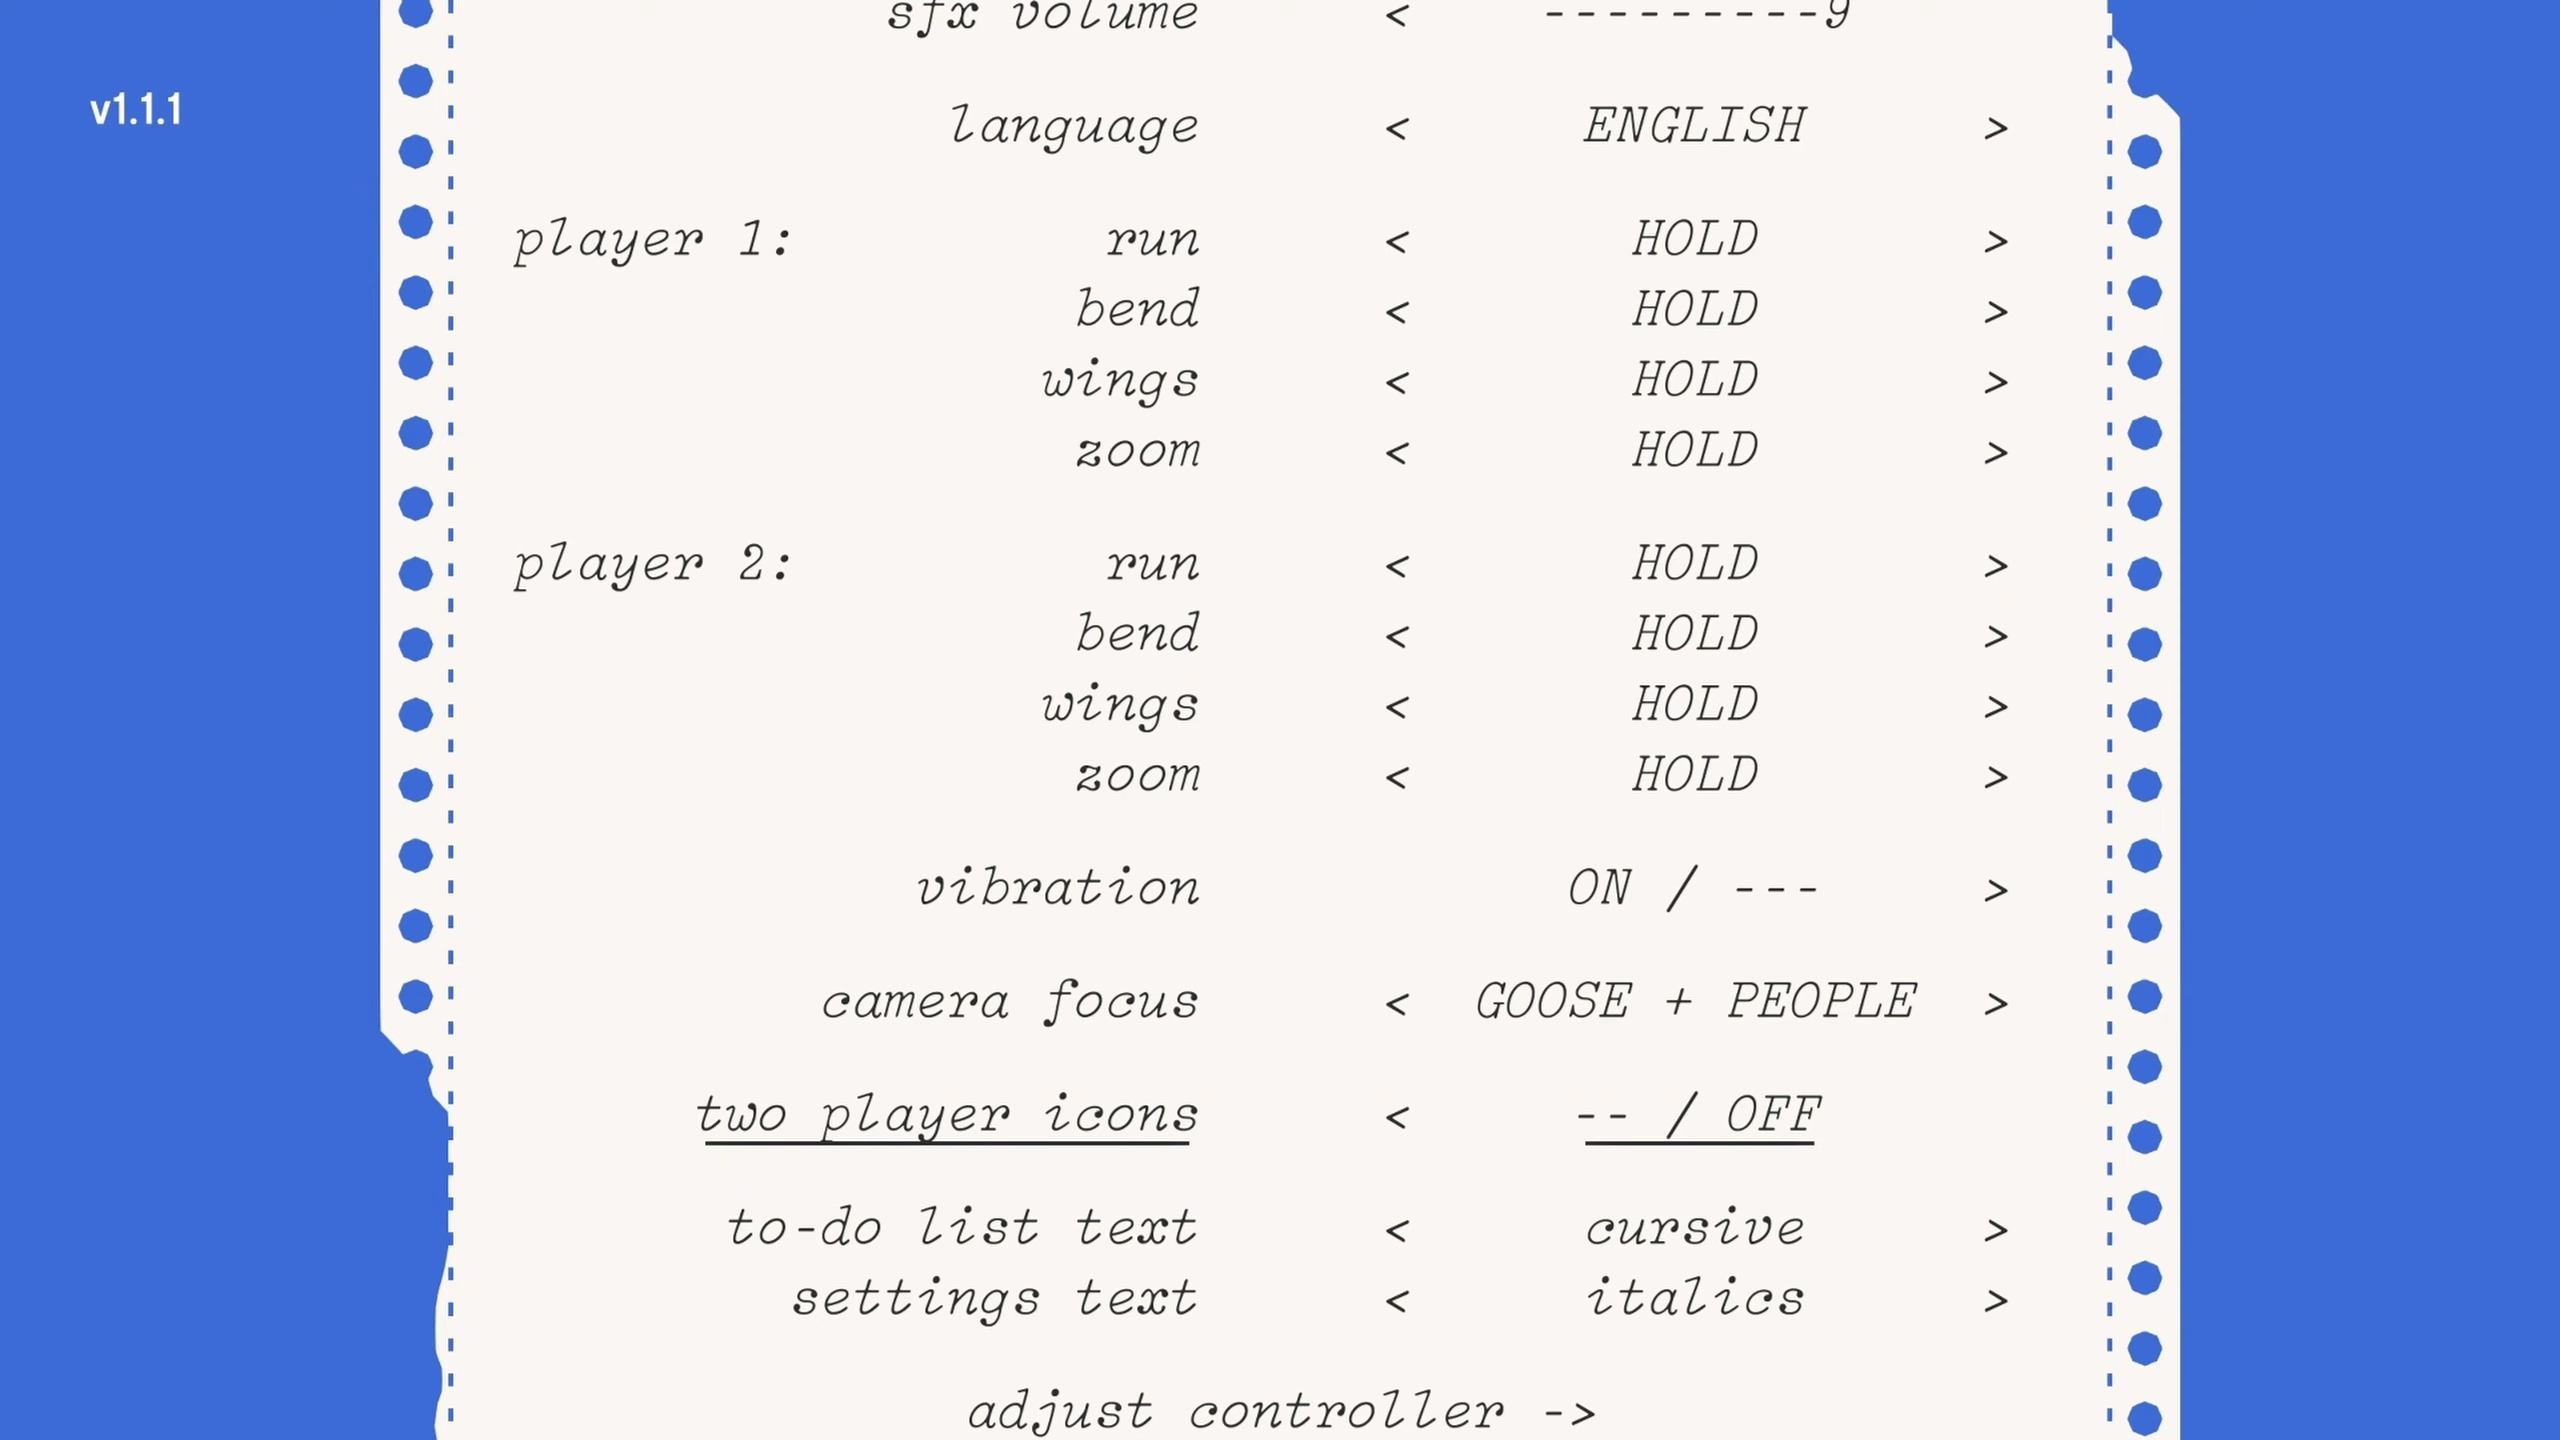 sfx volume < ---------9
v1.1.1
language < ENGLISH >
player 1: run < HOLD >
bend < HOLD >
wings < HOLD >
zoom < HOLD >
player 2: run < HOLD >
bend < HOLD >
wings < HOLD >
zoom < HOLD >
vibration ON / --- >
camera focus < GOOSE + PEOPLE >
two player icons < -- / OFF
to-do list text < cursive >
settings text < italics >
adjust controller ->